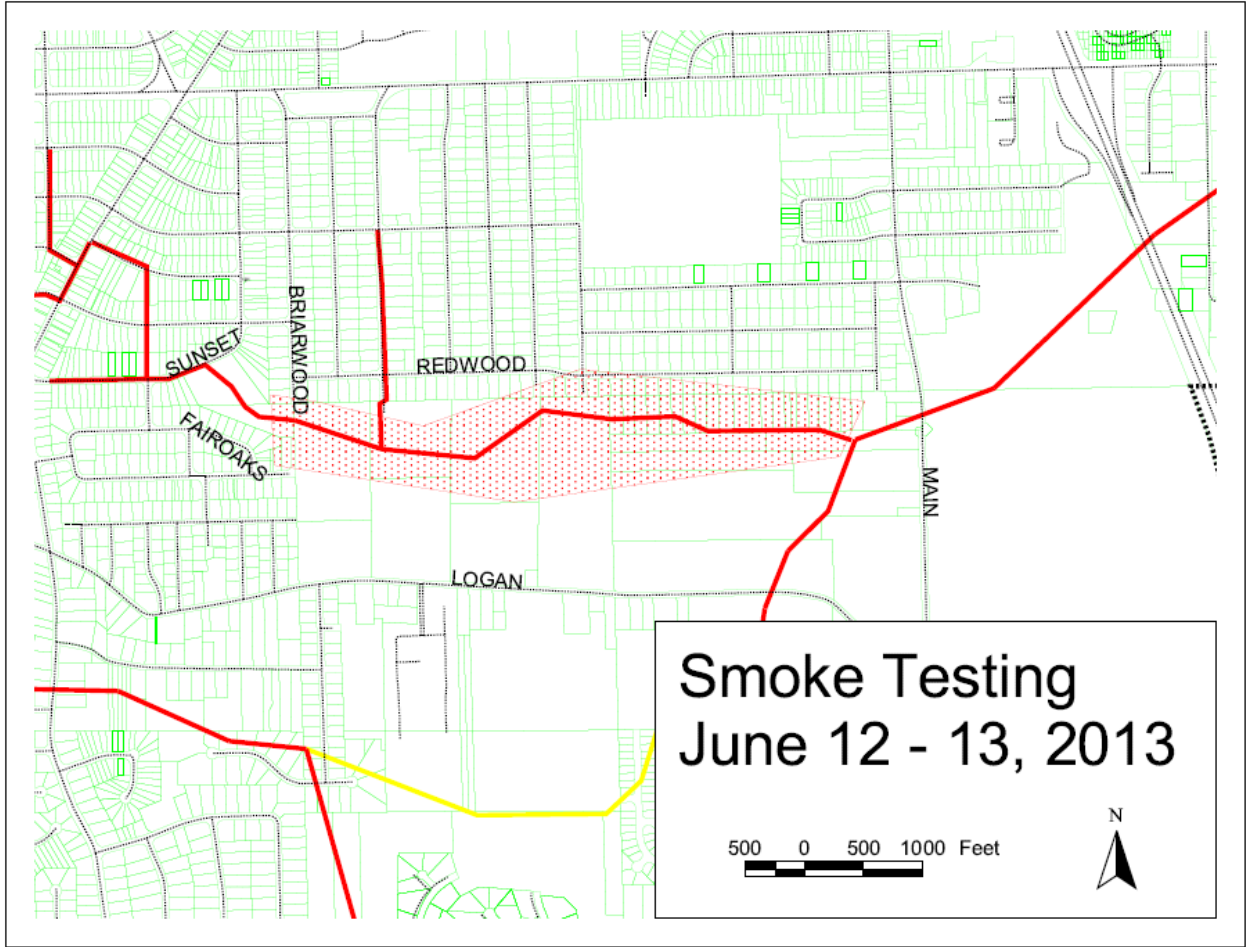 BRIARWOOD
SUNSET
REDWOOD
FAIROAKS
MAIN
LOGAN
Smoke Testing
June 12 - 13, 2013
N
500 0 500 1000 Feet